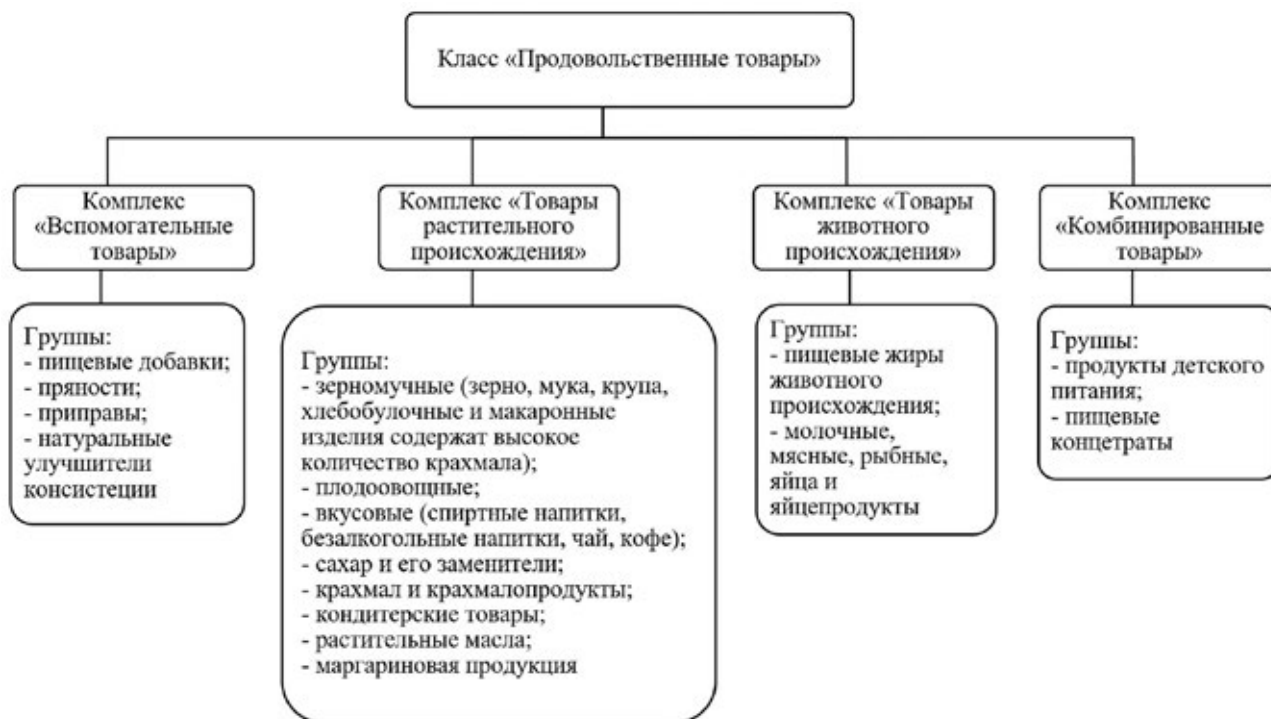 Класс «Продовольственные товары»
Комплекс
«Вспомогательные
товары»
Комплекс «Товары
растительного
происхождения»
Комплекс «Товары
животного
происхождения»
Комплекс
«Комбинированные
товары»
Группы:
- пищевые добавки;
- пряности;
- приправы;
- натуральные
улучшители
консистеции
Группы:
- зерномучные (зерно, мука, крупа,
хлебобулочные и макаронные
изделия содержат высокое
количество крахмала);
- плодоовощные;
- вкусовые (спиртные напитки,
безалкогольные напитки, чай, кофе);
- сахар и его заменители;
- крахмал и крахмалопродукты;
- кондитерские товары;
- растительные масла;
- маргариновая продукция
Группы:
- пищевые жиры
животного
происхождения;
- молочные,
мясные, рыбные,
яйца и
яйцепродукты
Группы:
- продукты детского
питания;
- пищевые
концетраты